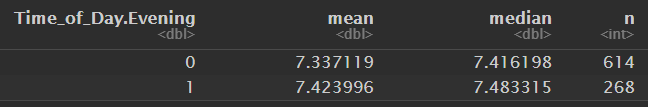 Time_of_Day.Evening mean median n
<dbl> <dbl> <dbl> <int>
0 7.337119 7.416198 614
1 7.423996 7.483315 268